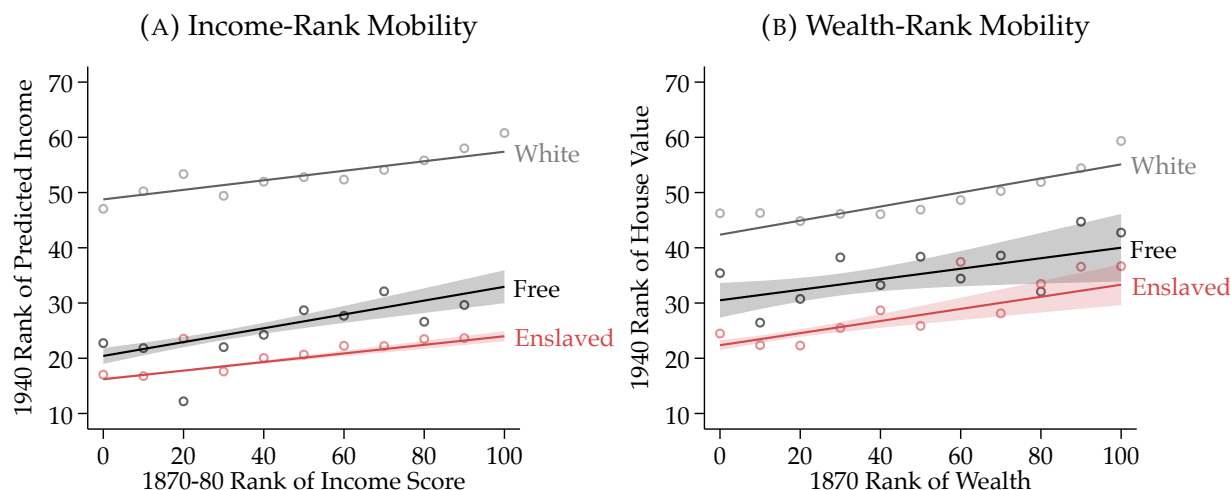 (A) Income-Rank Mobility
1940 Rank of Predicted Income
70
60
50
40
30
20
10
White
Free
Enslaved
0 20 40 60 80 100
1870-80 Rank of Income Score
(B) Wealth-Rank Mobility
1940 Rank of House Value
70
60
50
40
30
20
10
White
Free
Enslaved
0 20 40 60 80 100
1870 Rank of Wealth